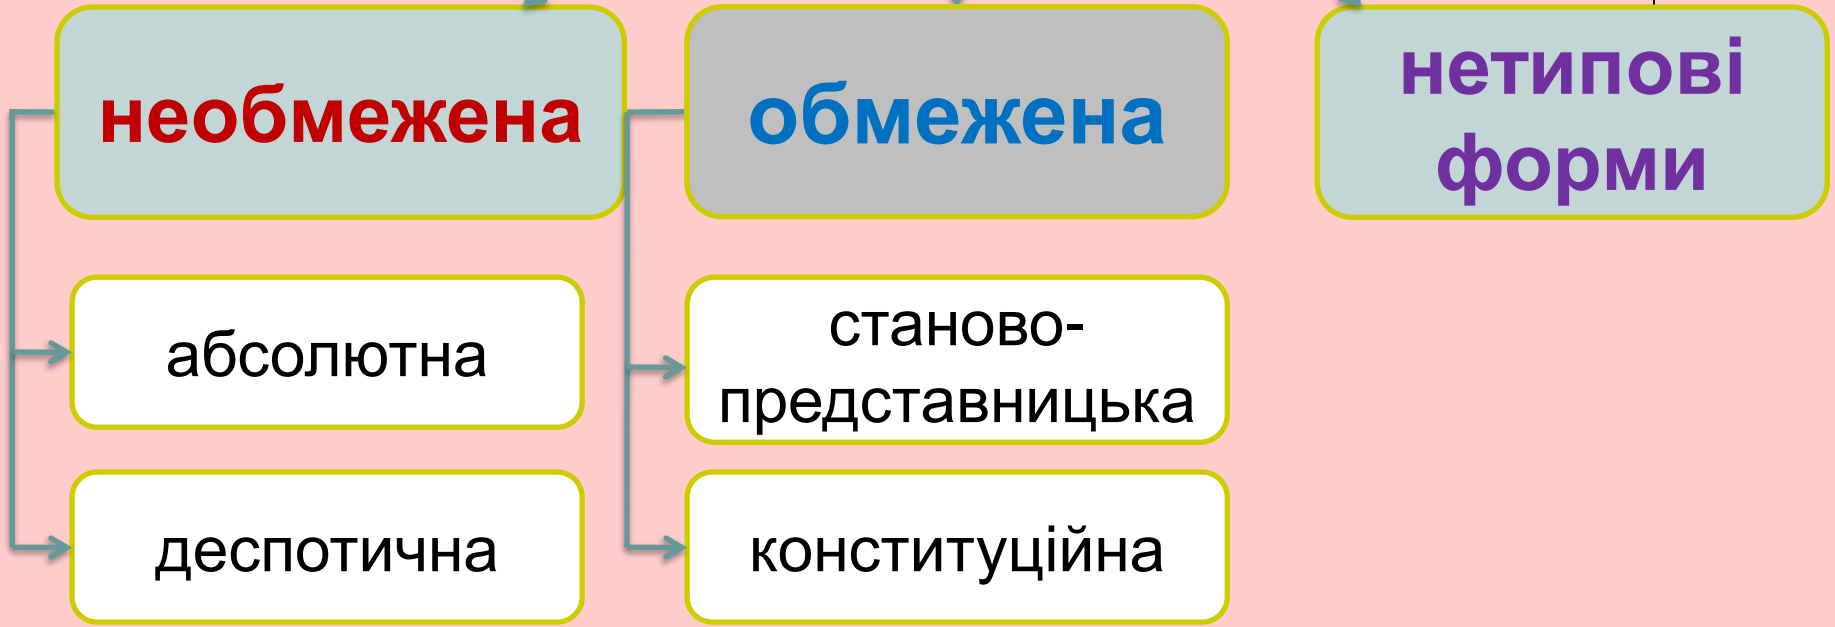 необмежена
обмежена
нетипові
форми
абсолютна
станово-
представницька
деспотична
конституційна